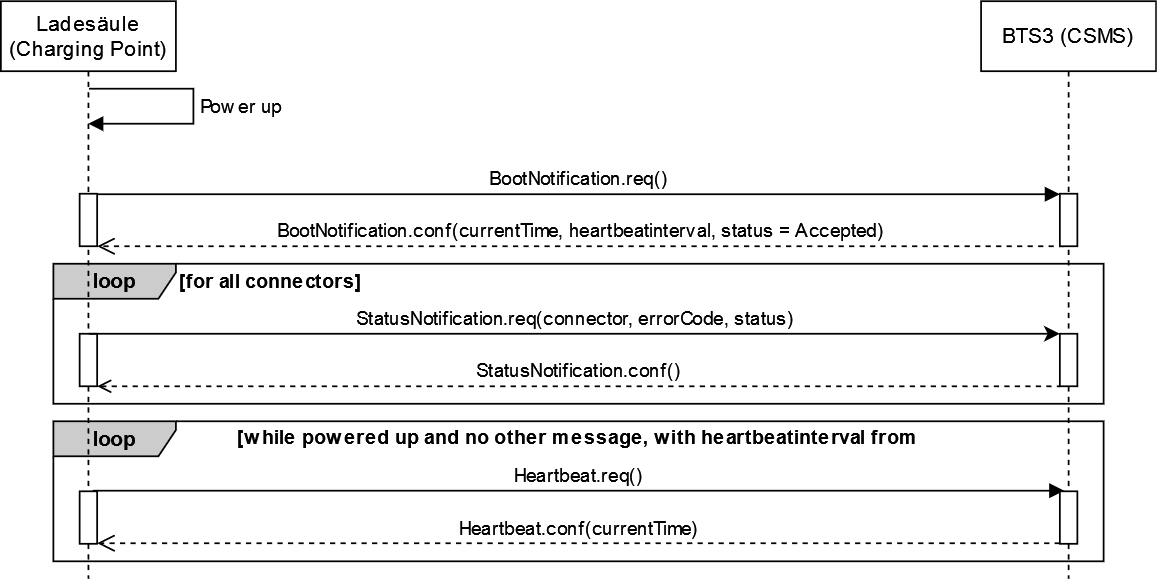 Ladesäule
(Charging Point)
BTS3 (CSMS)
Power up
BootNotification.req()
BootNotification.conf(currentTime, heartbeatinterval, status = Accepted)
loop
[for all connectors]
StatusNotification.req(connector, errorCode, status)
StatusNotification.conf()
loop
[while powered up and no other message, with heartbeatinterval from
Heartbeat.req()
Heartbeat.conf(currentTime)